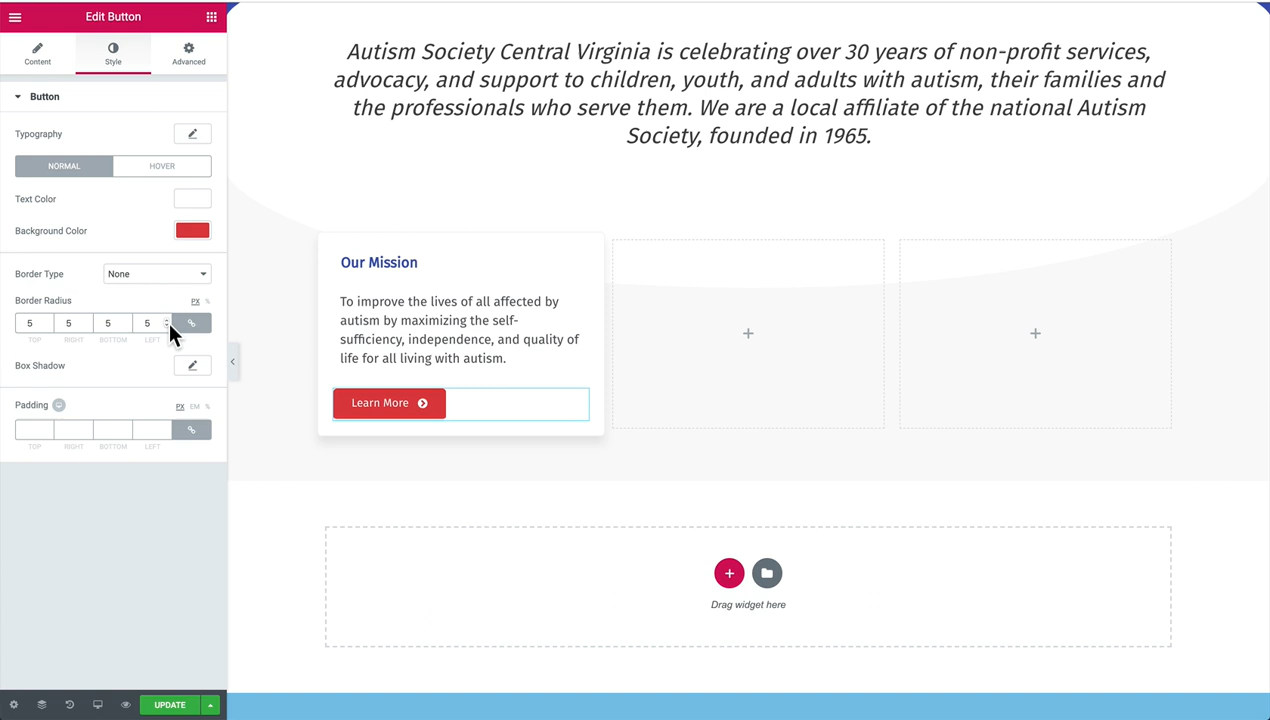 Edit Button
Content
Style
Advanced
Button
Typography
NORMAL
HOVER
Text Color
Background Color
Border Type
None
Border Radius
PX %
5 5 5 5
TOP RIGHT BOTTOM LEFT
Box Shadow
Padding
PX EM %
TOP RIGHT BOTTOM LEFT
UPDATE
Autism Society Central Virginia is celebrating over 30 years of non-profit services,
advocacy, and support to children, youth, and adults with autism, their families and
the professionals who serve them. We are a local affiliate of the national Autism
Society, founded in 1965.
Our Mission
To improve the lives of all affected by
autism by maximizing the self-
sufficiency, independence, and quality of
life for all living with autism.
Learn More
Drag widget here